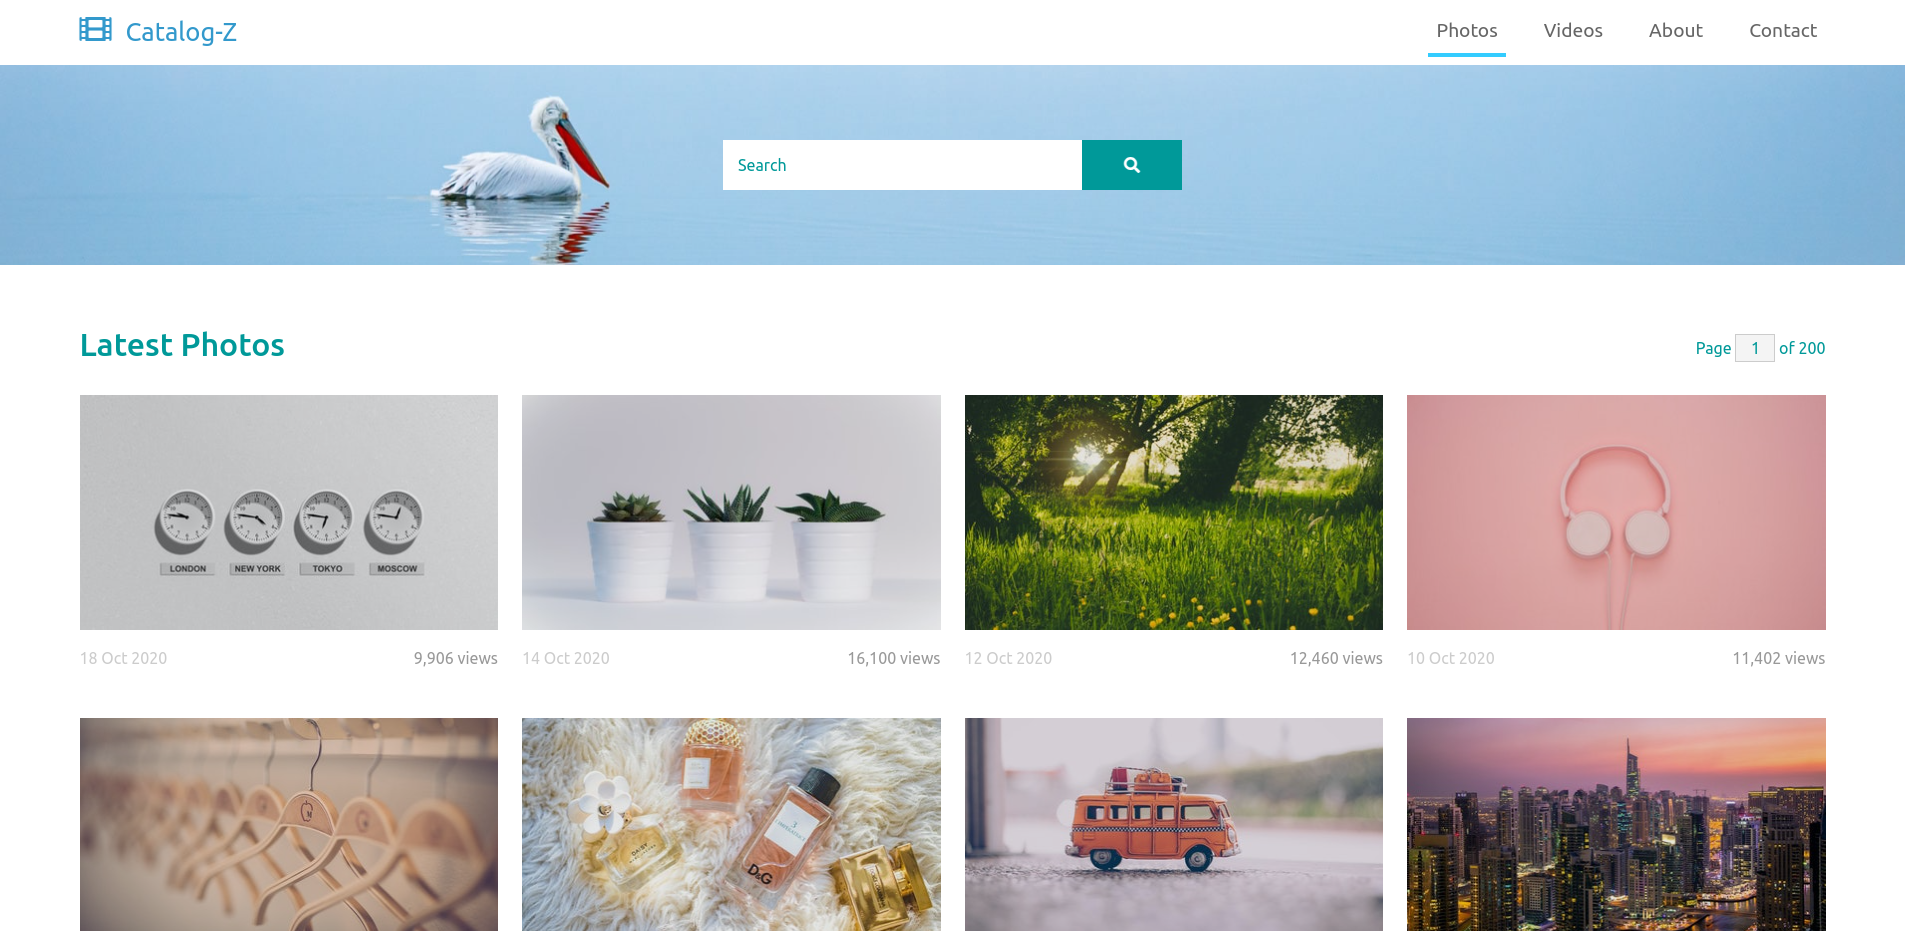 Catalog-Z
Photos Videos About Contact
Search
Latest Photos
Page 1 of 200
LONDON NEW YORK TOKYO MOSCOW
18 Oct 2020 9,906 views
14 Oct 2020 16,100 views
12 Oct 2020 12,460 views
10 Oct 2020 11,402 views
DAISY
3
D&G